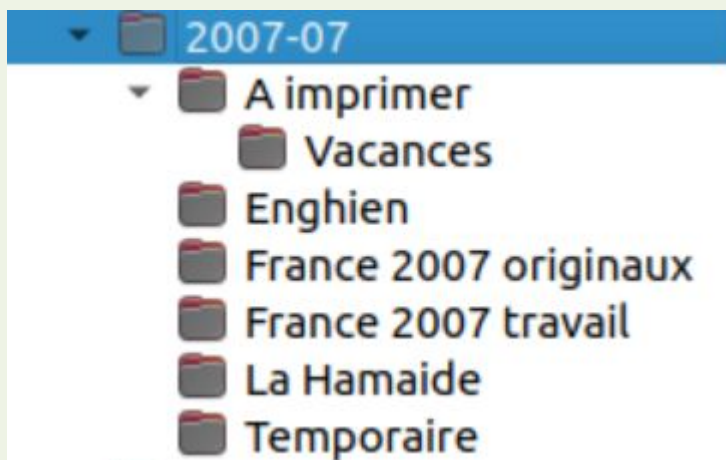 2007-07
A imprimer
Vacances
Enghien
France 2007 originaux
France 2007 travail
La Hamaide
Temporaire